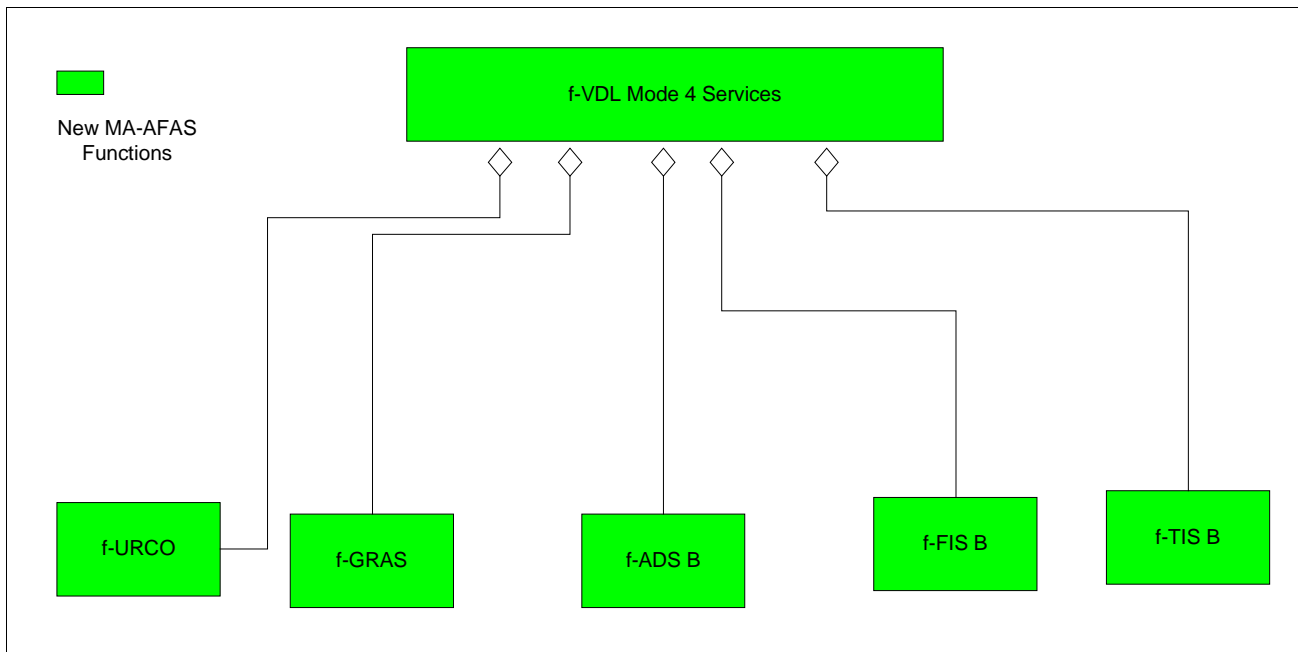 f-VDL Mode 4 Services
New MA-AFAS
Functions
f-URCO
f-GRAS
f-ADS B
f-FIS B
f-TIS B